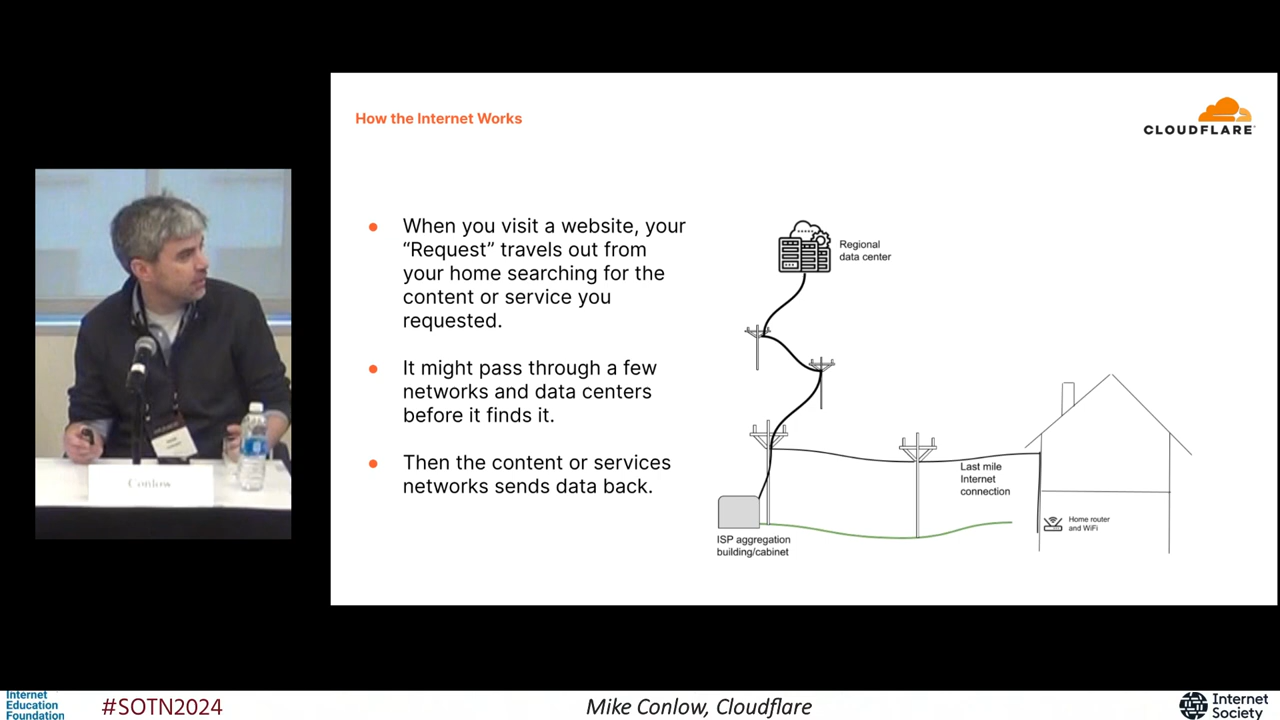 How the Internet Works
CLOUDFLARE
When you visit a website, your
“Request” travels out from
your home searching for the
content or service you
requested.
It might pass through a few
networks and data centers
before it finds it.
Then the content or services
networks sends data back.
Regional
data center
Last mile
Internet
connection
Home router
and WiFi
ISP aggregation
building/cabinet
Conlow
Internet
Education
Foundation
#SOTN2024
Mike Conlow, Cloudflare
Internet
Society